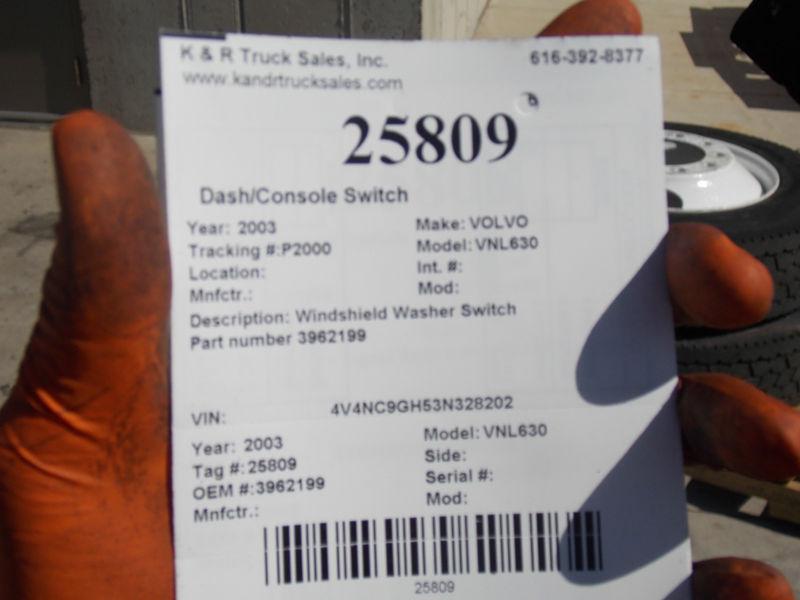 K & R Truck Sales, Inc. 616-392-8377
www.kandrtrucksales.com
25809
Dash/Console Switch
Year: 2003 Make: VOLVO
Tracking #:P2000 Model: VNL630
Location: Int. #:
Mnfctr.: Mod:
Description: Windshield Washer Switch
Part number 3962199
VIN: 4V4NC9GH53N328202
Year: 2003 Model: VNL630
Tag #:25809 Side:
OEM #:3962199 Serial #:
Mnfctr.: Mod:
25809